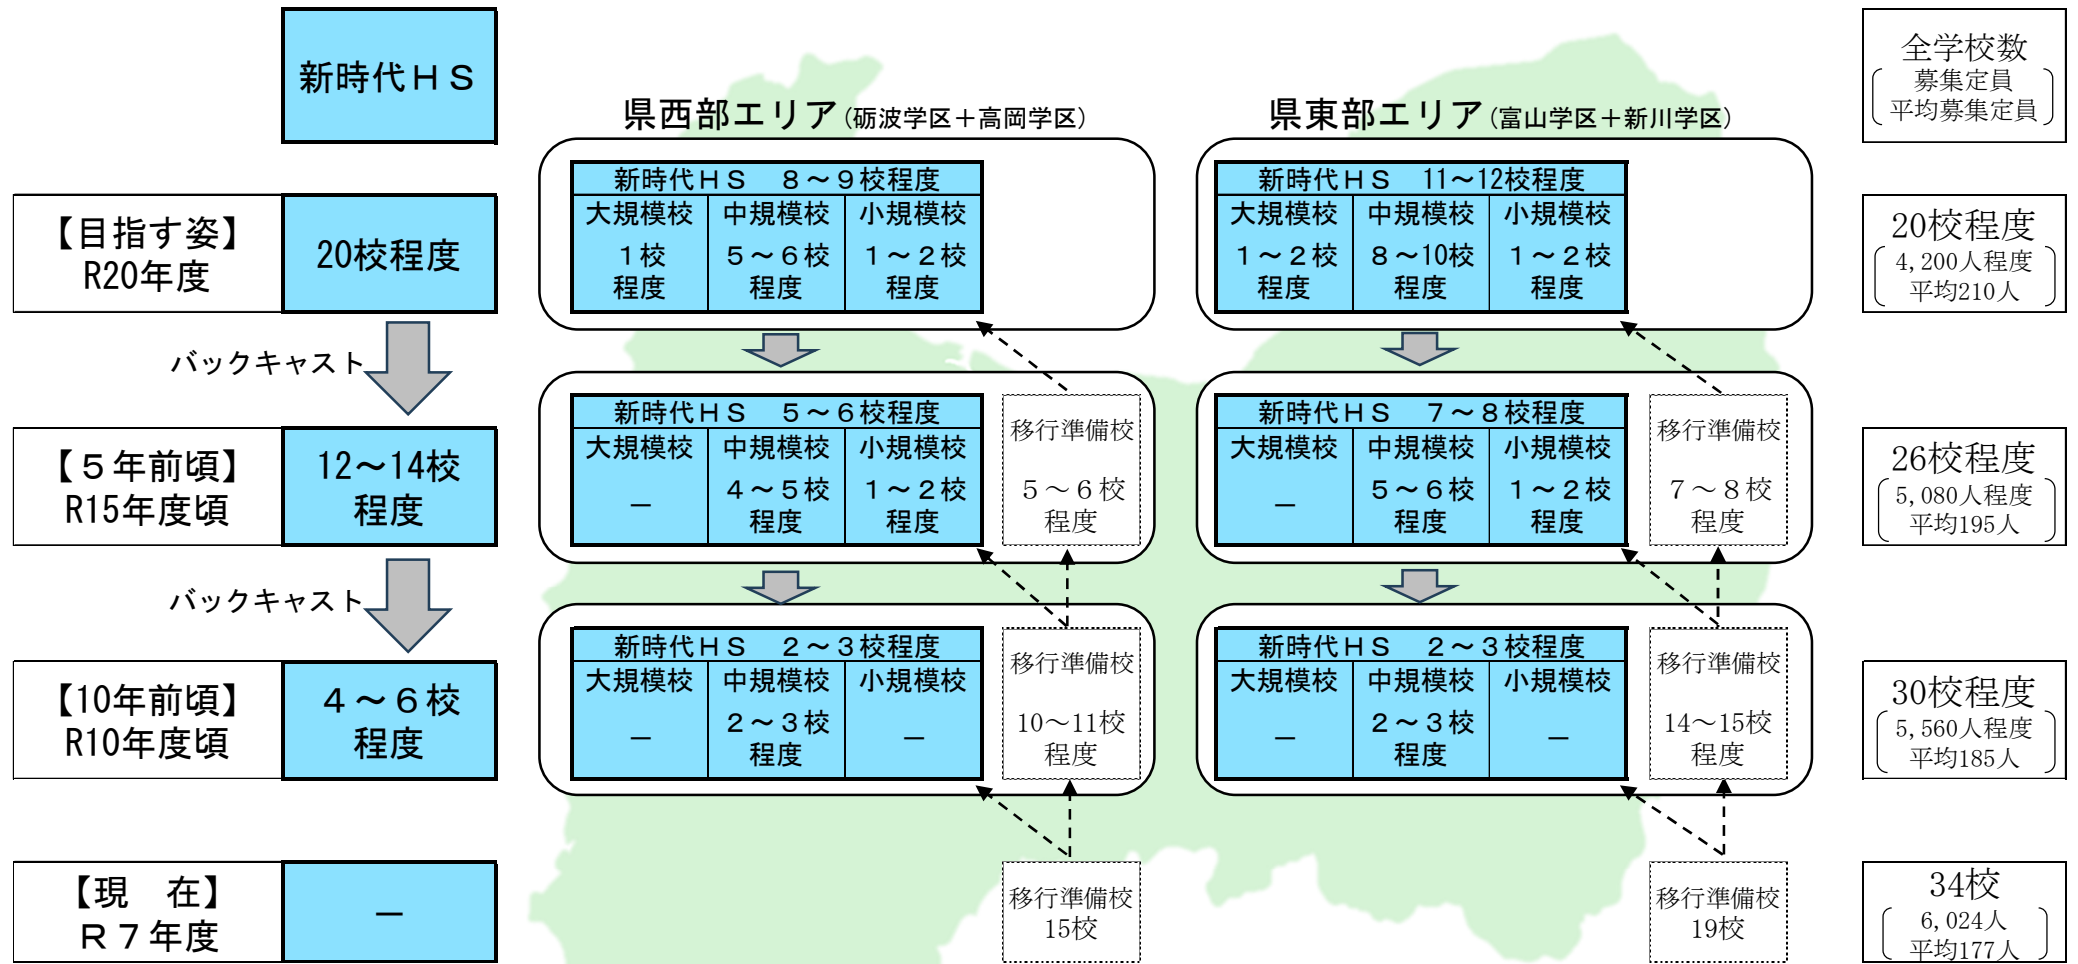 新時代ＨＳ
全学校数
募集定員
平均募集定員
県西部エリア（砺波学区＋高岡学区）
県東部エリア（富山学区＋新川学区）
【目指す姿】
R20年度
20校程度
新時代ＨＳ　８～９校程度
大規模校
１校
程度
中規模校
５～６校
程度
小規模校
１～２校
程度
新時代ＨＳ　11～12校程度
大規模校
１～２校
程度
中規模校
８～10校
程度
小規模校
１～２校
程度
20校程度
4,200人程度
平均210人
バックキャスト
【５年前頃】
R15年度頃
12～14校
程度
新時代ＨＳ　５～６校程度
大規模校
－
中規模校
４～５校
程度
小規模校
１～２校
程度
移行準備校
５～６校
程度
新時代ＨＳ　７～８校程度
大規模校
－
中規模校
５～６校
程度
小規模校
１～２校
程度
移行準備校
７～８校
程度
26校程度
5,080人程度
平均195人
バックキャスト
【10年前頃】
R10年度頃
４～６校
程度
新時代ＨＳ　２～３校程度
大規模校
－
中規模校
２～３校
程度
小規模校
－
移行準備校
10～11校
程度
新時代ＨＳ　２～３校程度
大規模校
－
中規模校
２～３校
程度
小規模校
－
移行準備校
14～15校
程度
30校程度
5,560人程度
平均185人
【現　在】
Ｒ７年度
－
移行準備校
15校
移行準備校
19校
34校
6,024人
平均177人